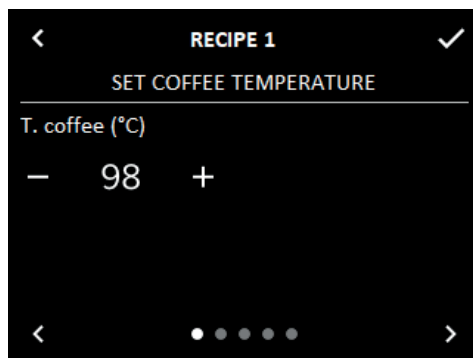 RECIPE 1
SET COFFEE TEMPERATURE
T. coffee (°C)
− 98 +